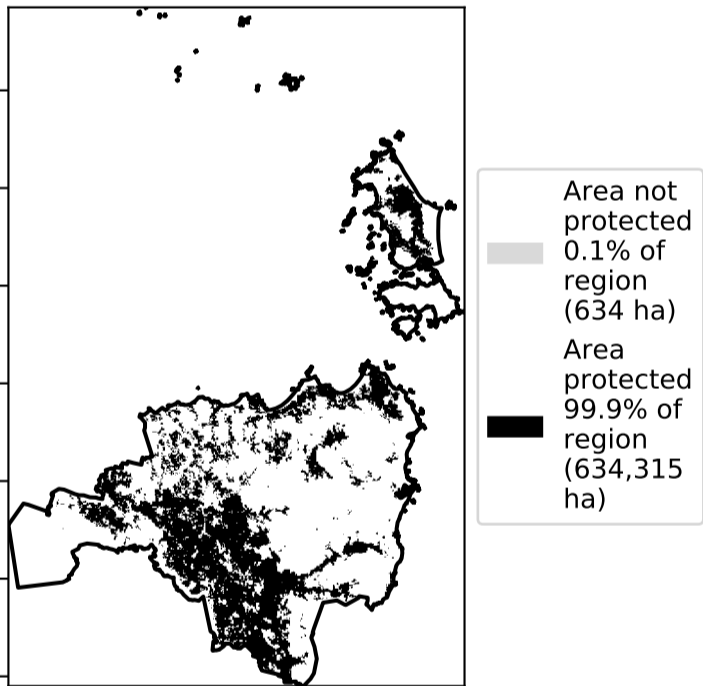 Area not
protected
0.1% of
region
(634 ha)
Area
protected
99.9% of
region
(634,315
ha)